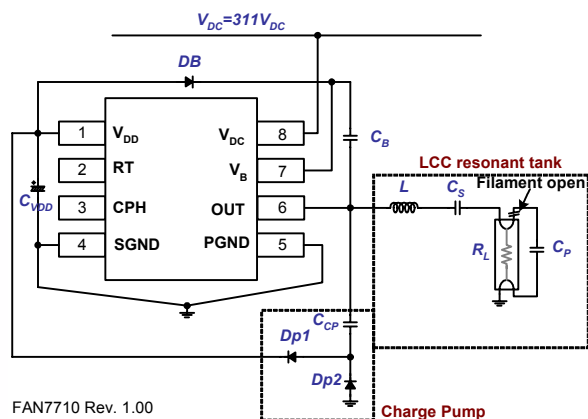 VDC=311VDC
DB
1 VDD
VDC 8
CB
2 RT
VB 7
LCC resonant tank
L
CS
Filament open
CVDD
+
3 CPH
OUT 6
RL
CP
4 SGND
PGND 5
CCP
Dp1
Dp2
FAN7710 Rev. 1.00
Charge Pump